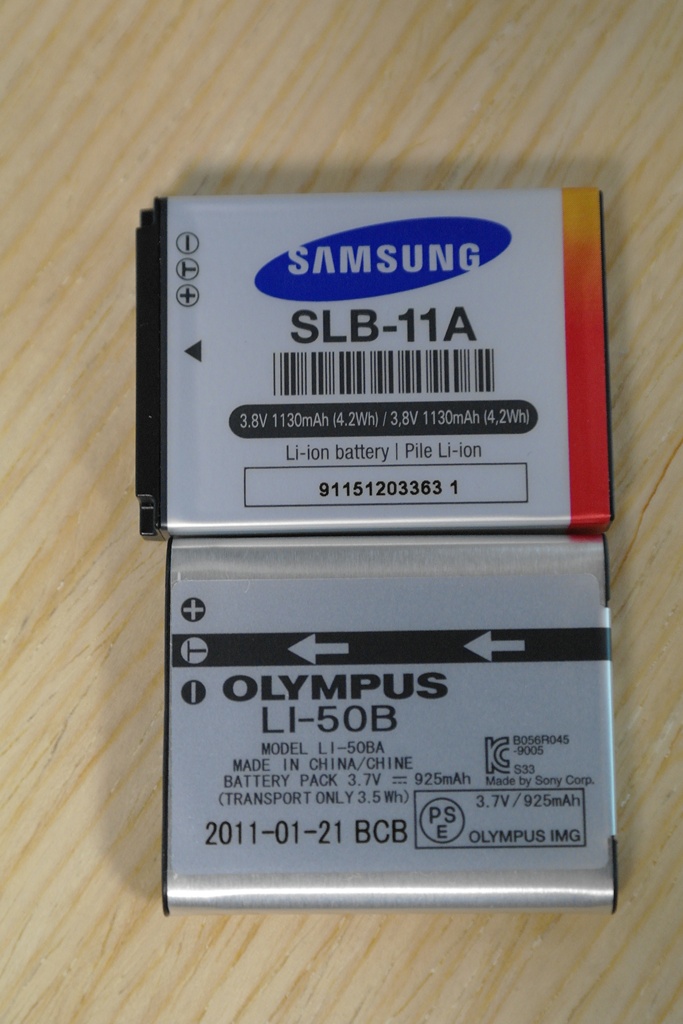 SAMSUNG
SLB-11A
3.8V 1130mAh (4.2Wh) / 3,8V 1130mAh (4,2Wh)
Li-ion battery | Pile Li-ion
91151203363 1
OLYMPUS
LI-50B
MODEL LI-50BA
MADE IN CHINA/CHINE
BATTERY PACK 3.7V ⎓ 925mAh
(TRANSPORT ONLY 3.5Wh)
2011-01-21 BCB
B056R045
-9005
S33
Made by Sony Corp.
PS
E
3.7V/925mAh
OLYMPUS IMG